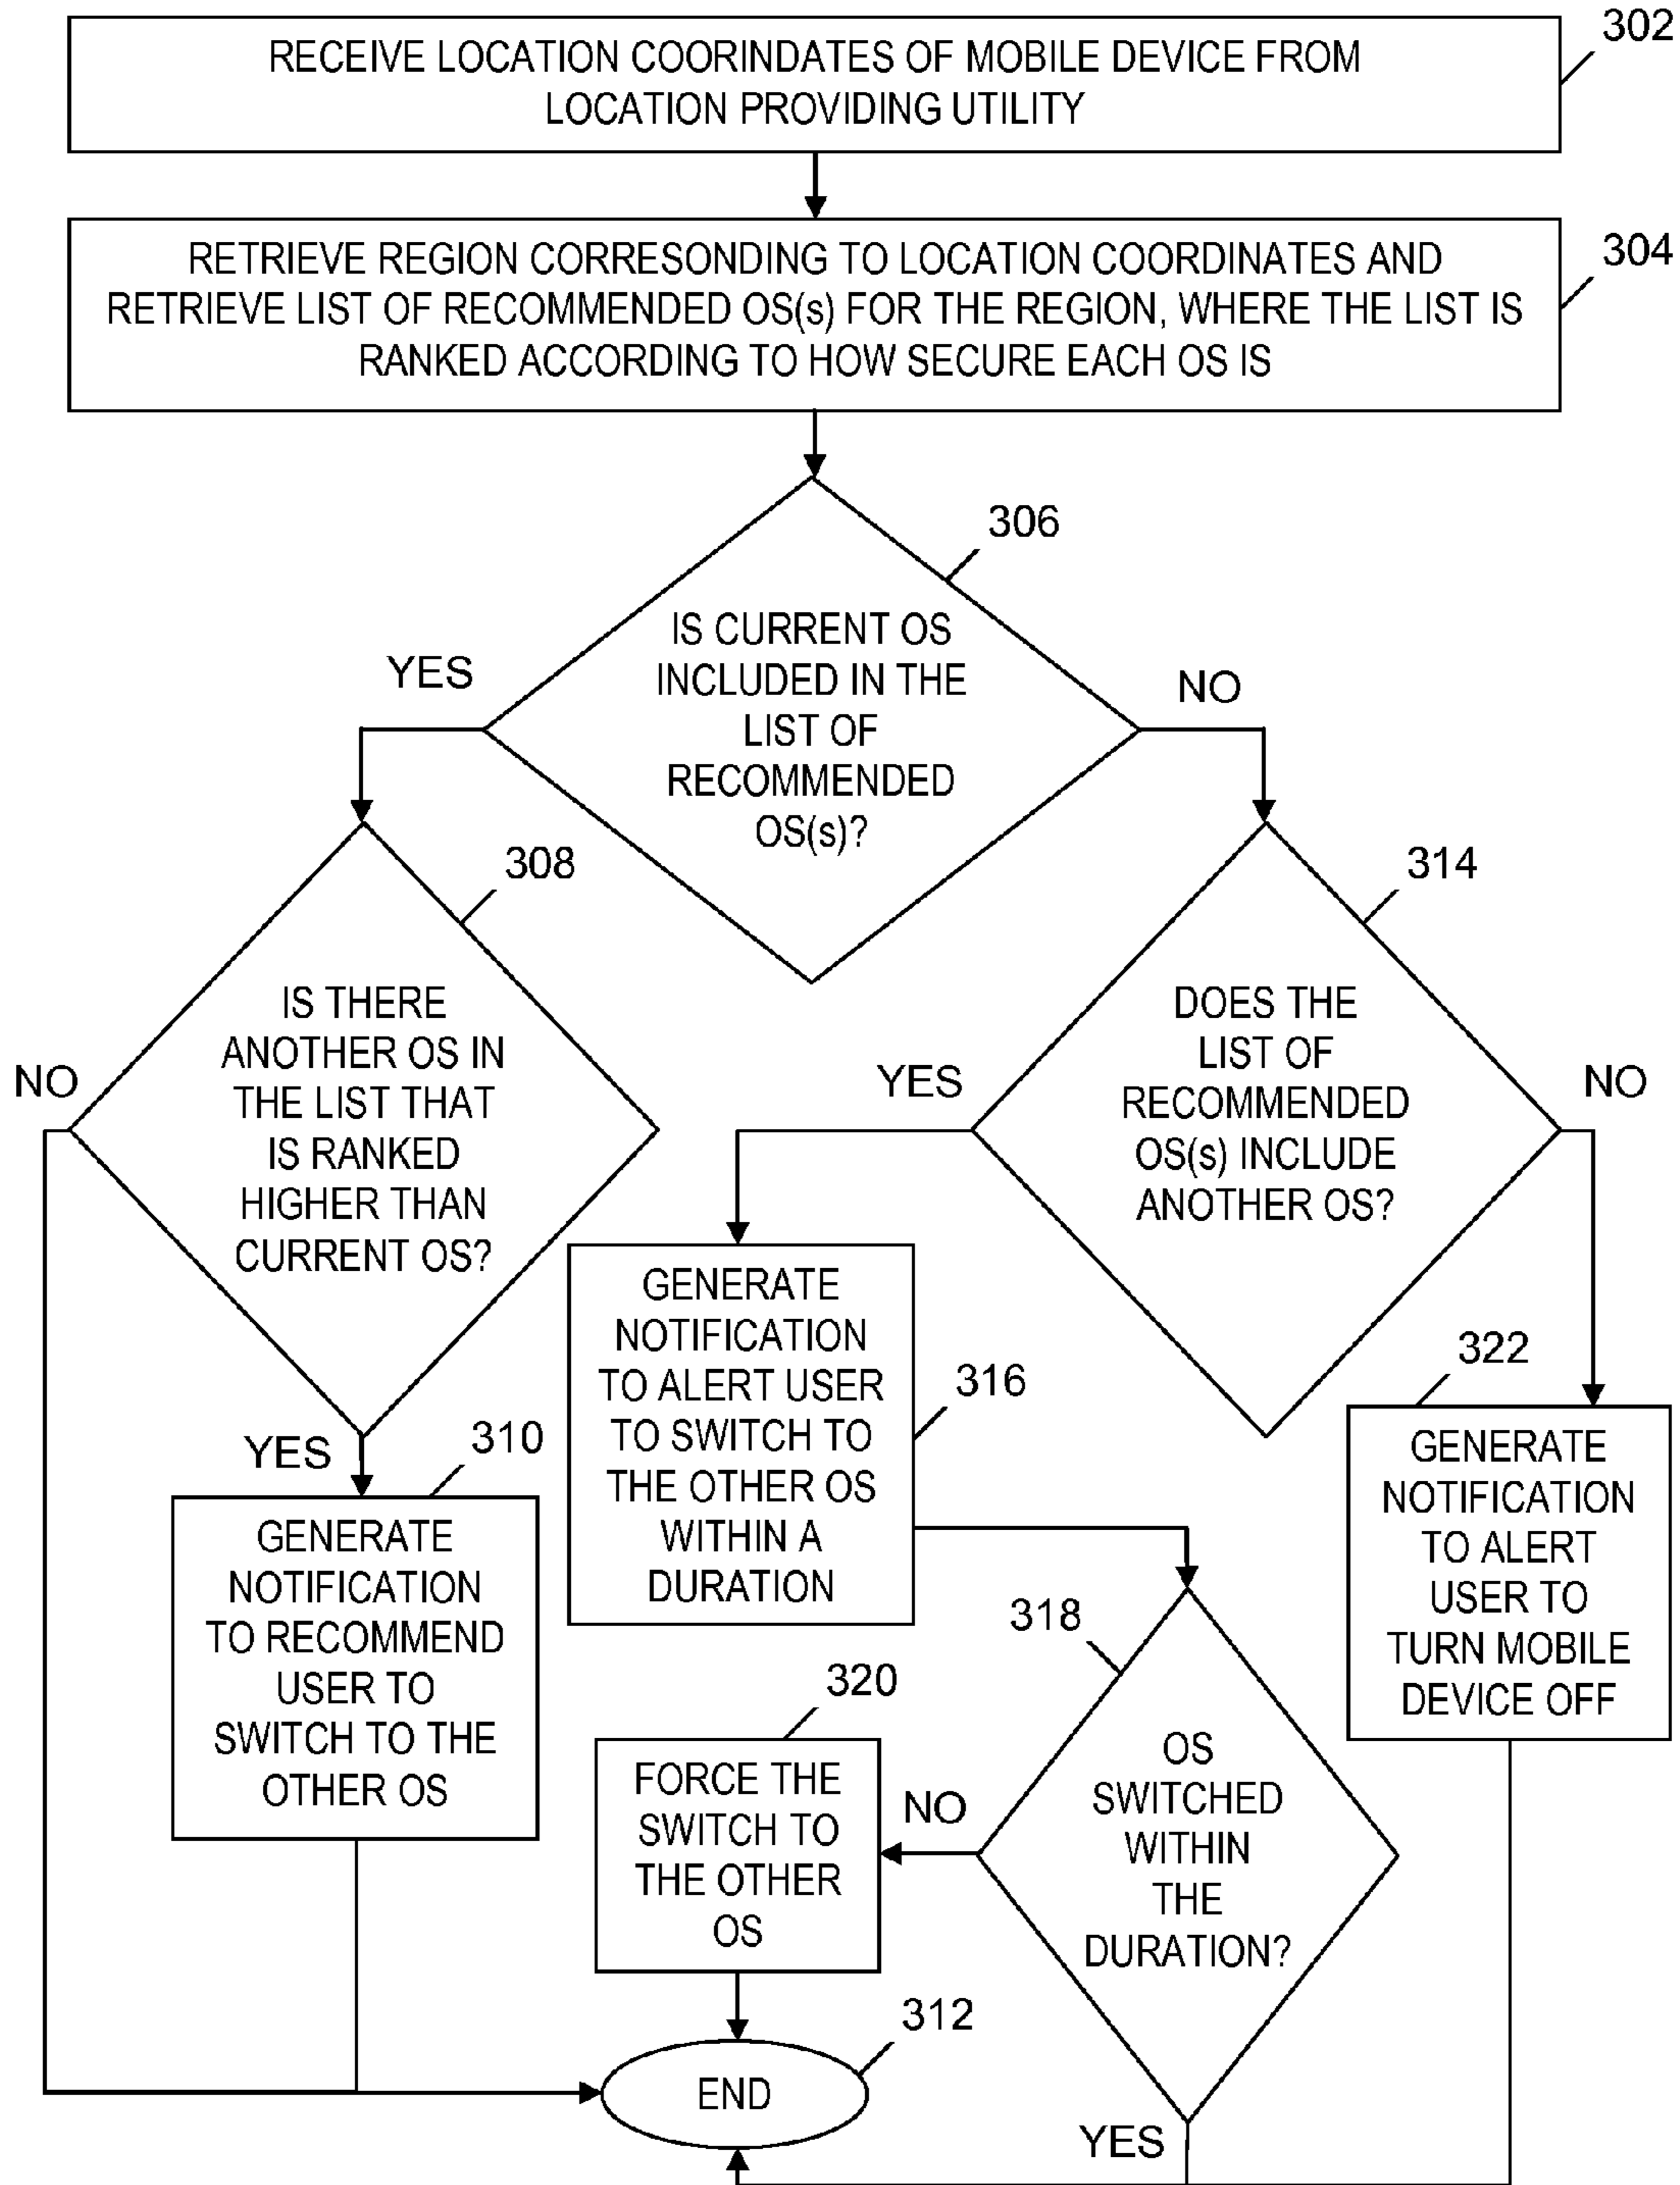 302
RECEIVE LOCATION COORINDATES OF MOBILE DEVICE FROM
LOCATION PROVIDING UTILITY
304
RETRIEVE REGION CORRESONDING TO LOCATION COORDINATES AND
RETRIEVE LIST OF RECOMMENDED OS(s) FOR THE REGION, WHERE THE LIST IS
RANKED ACCORDING TO HOW SECURE EACH OS IS
306
IS CURRENT OS
INCLUDED IN THE
LIST OF
RECOMMENDED
OS(s)?
YES
NO
308
IS THERE
ANOTHER OS IN
THE LIST THAT
IS RANKED
HIGHER THAN
CURRENT OS?
NO
YES
314
DOES THE
LIST OF
RECOMMENDED
OS(s) INCLUDE
ANOTHER OS?
YES
NO
310
GENERATE
NOTIFICATION
TO RECOMMEND
USER TO
SWITCH TO THE
OTHER OS
316
GENERATE
NOTIFICATION
TO ALERT USER
TO SWITCH TO
THE OTHER OS
WITHIN A
DURATION
322
GENERATE
NOTIFICATION
TO ALERT
USER TO
TURN MOBILE
DEVICE OFF
318
OS
SWITCHED
WITHIN
THE
DURATION?
NO
YES
320
FORCE THE
SWITCH TO
THE OTHER
OS
312
END